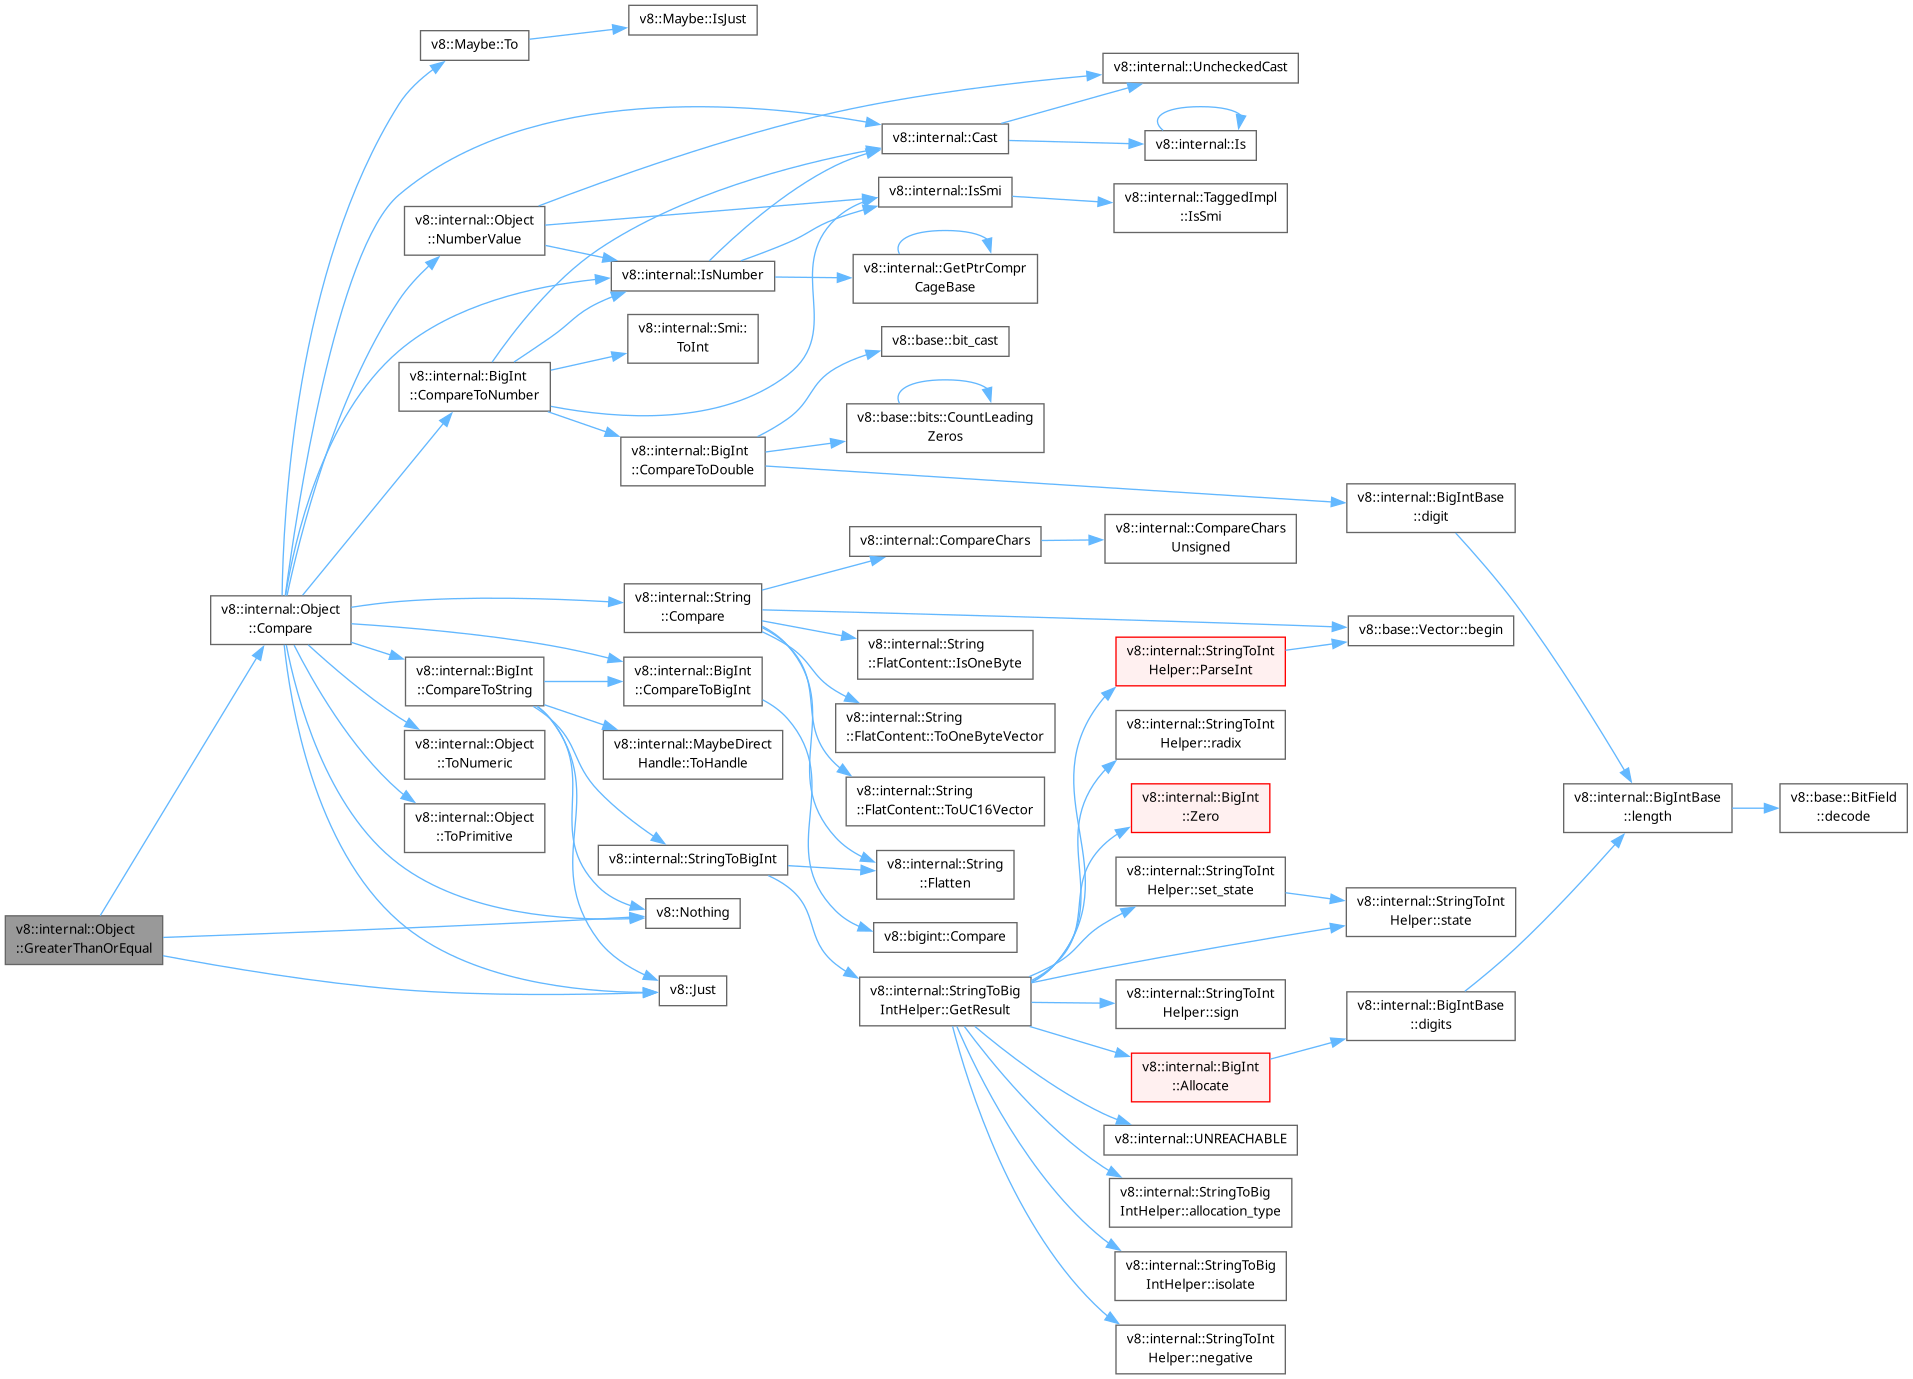 v8::internal::Object
::GreaterThanOrEqual
v8::internal::Object
::Compare
v8::Maybe::To
v8::Maybe::IsJust
v8::internal::Object
::NumberValue
v8::internal::BigInt
::CompareToNumber
v8::internal::BigInt
::CompareToString
v8::internal::Object
::ToNumeric
v8::internal::Object
::ToPrimitive
v8::internal::IsNumber
v8::internal::Smi::
ToInt
v8::internal::BigInt
::CompareToDouble
v8::internal::String
::Compare
v8::internal::BigInt
::CompareToBigInt
v8::internal::MaybeDirect
Handle::ToHandle
v8::internal::StringToBigInt
v8::Nothing
v8::Just
v8::internal::Cast
v8::internal::IsSmi
v8::internal::GetPtrCompr
CageBase
v8::base::bit_cast
v8::base::bits::CountLeading
Zeros
v8::internal::CompareChars
v8::internal::String
::FlatContent::IsOneByte
v8::internal::String
::FlatContent::ToOneByteVector
v8::internal::String
::FlatContent::ToUC16Vector
v8::internal::String
::Flatten
v8::bigint::Compare
v8::internal::StringToBig
IntHelper::GetResult
v8::internal::UncheckedCast
v8::internal::Is
v8::internal::TaggedImpl
::IsSmi
v8::internal::CompareChars
Unsigned
v8::internal::StringToInt
Helper::ParseInt
v8::internal::StringToInt
Helper::radix
v8::internal::BigInt
::Zero
v8::internal::StringToInt
Helper::set_state
v8::internal::StringToInt
Helper::sign
v8::internal::BigInt
::Allocate
v8::internal::UNREACHABLE
v8::internal::StringToBig
IntHelper::allocation_type
v8::internal::StringToBig
IntHelper::isolate
v8::internal::StringToInt
Helper::negative
v8::internal::BigIntBase
::digit
v8::base::Vector::begin
v8::internal::StringToInt
Helper::state
v8::internal::BigIntBase
::digits
v8::internal::BigIntBase
::length
v8::base::BitField
::decode